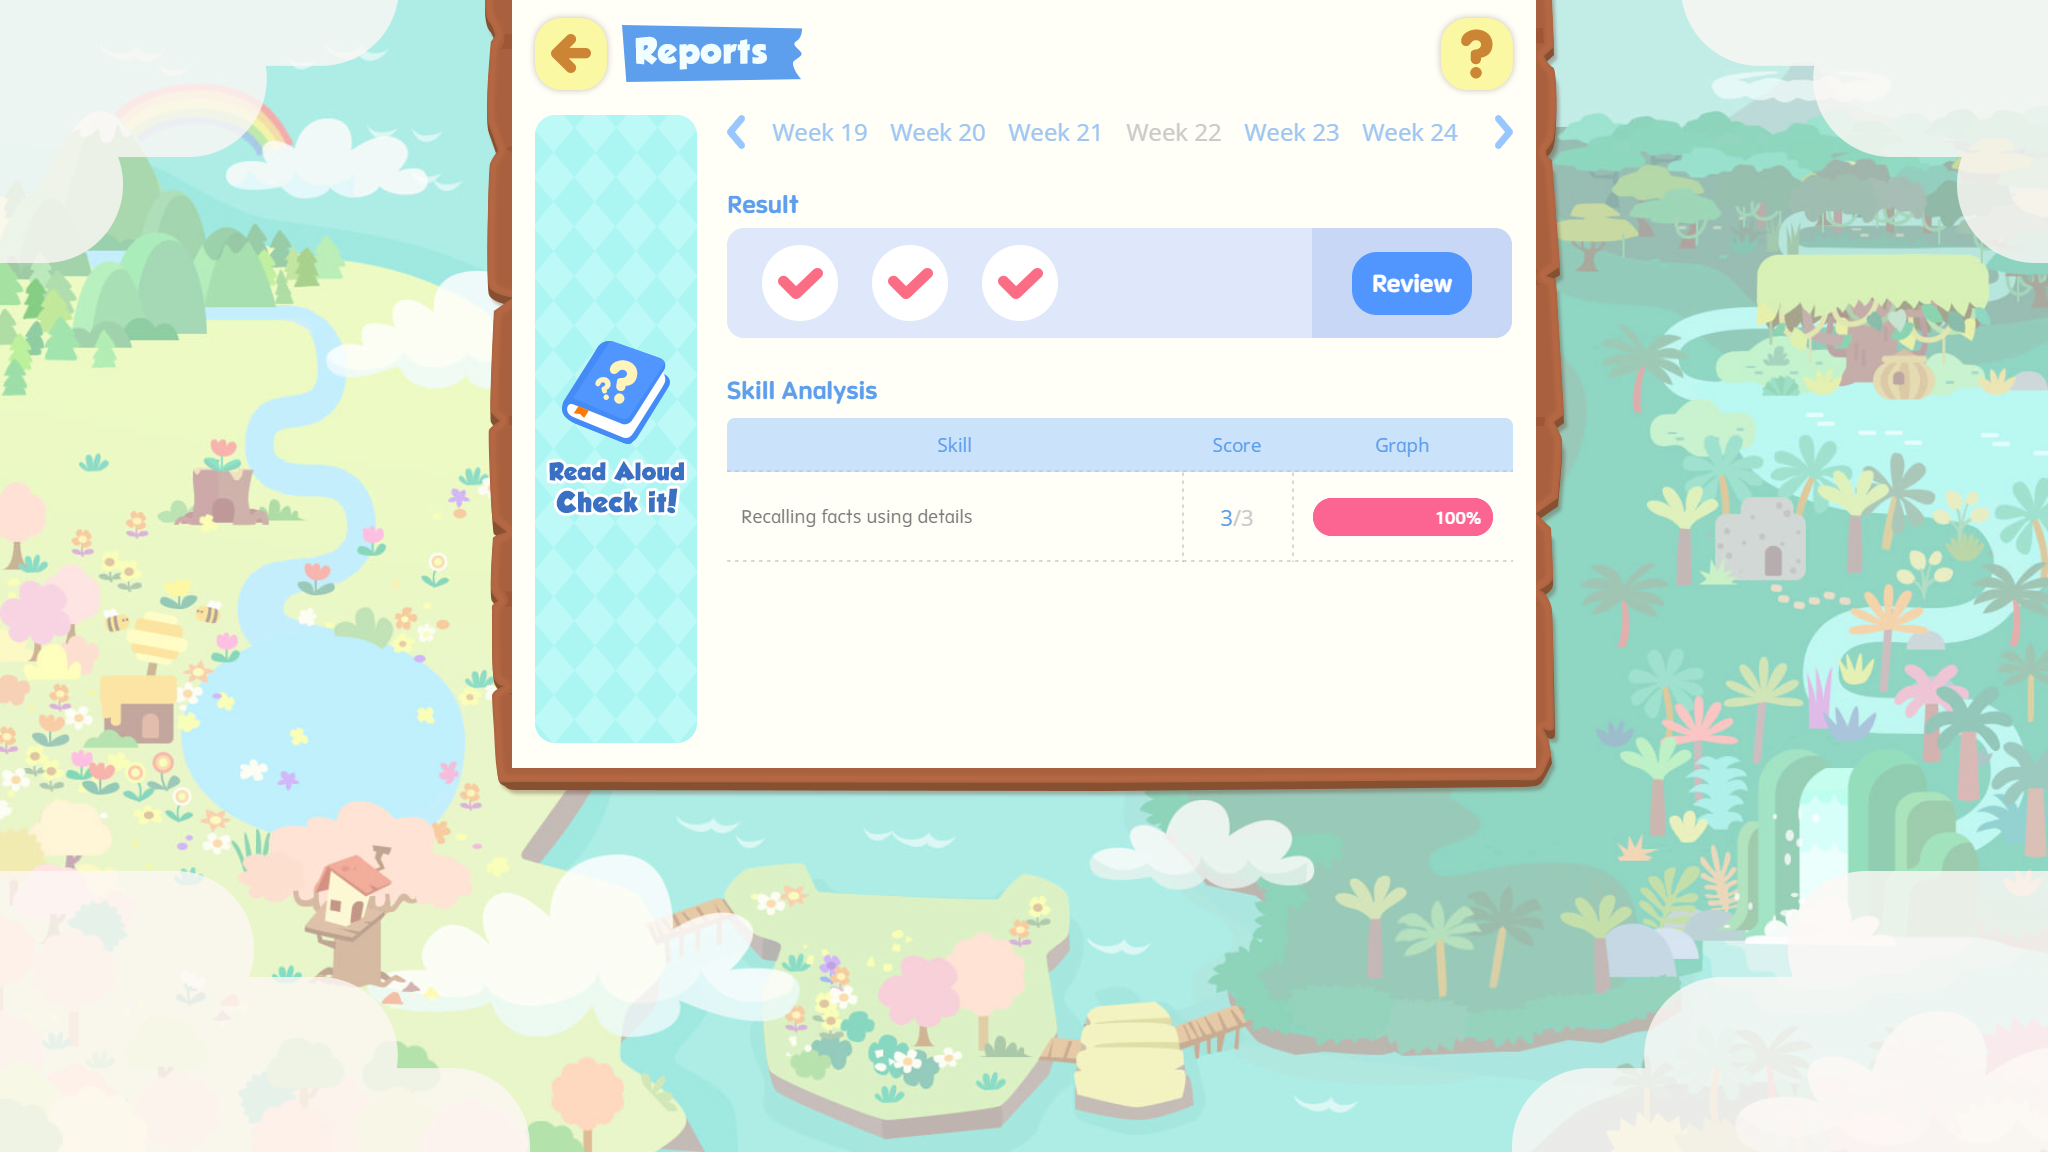 Reports
?
Week 19 Week 20 Week 21 Week 22 Week 23 Week 24
Result
Review
??
Read Aloud
Check it!
Skill Analysis
Skill Score Graph
Recalling facts using details 3/3 100%